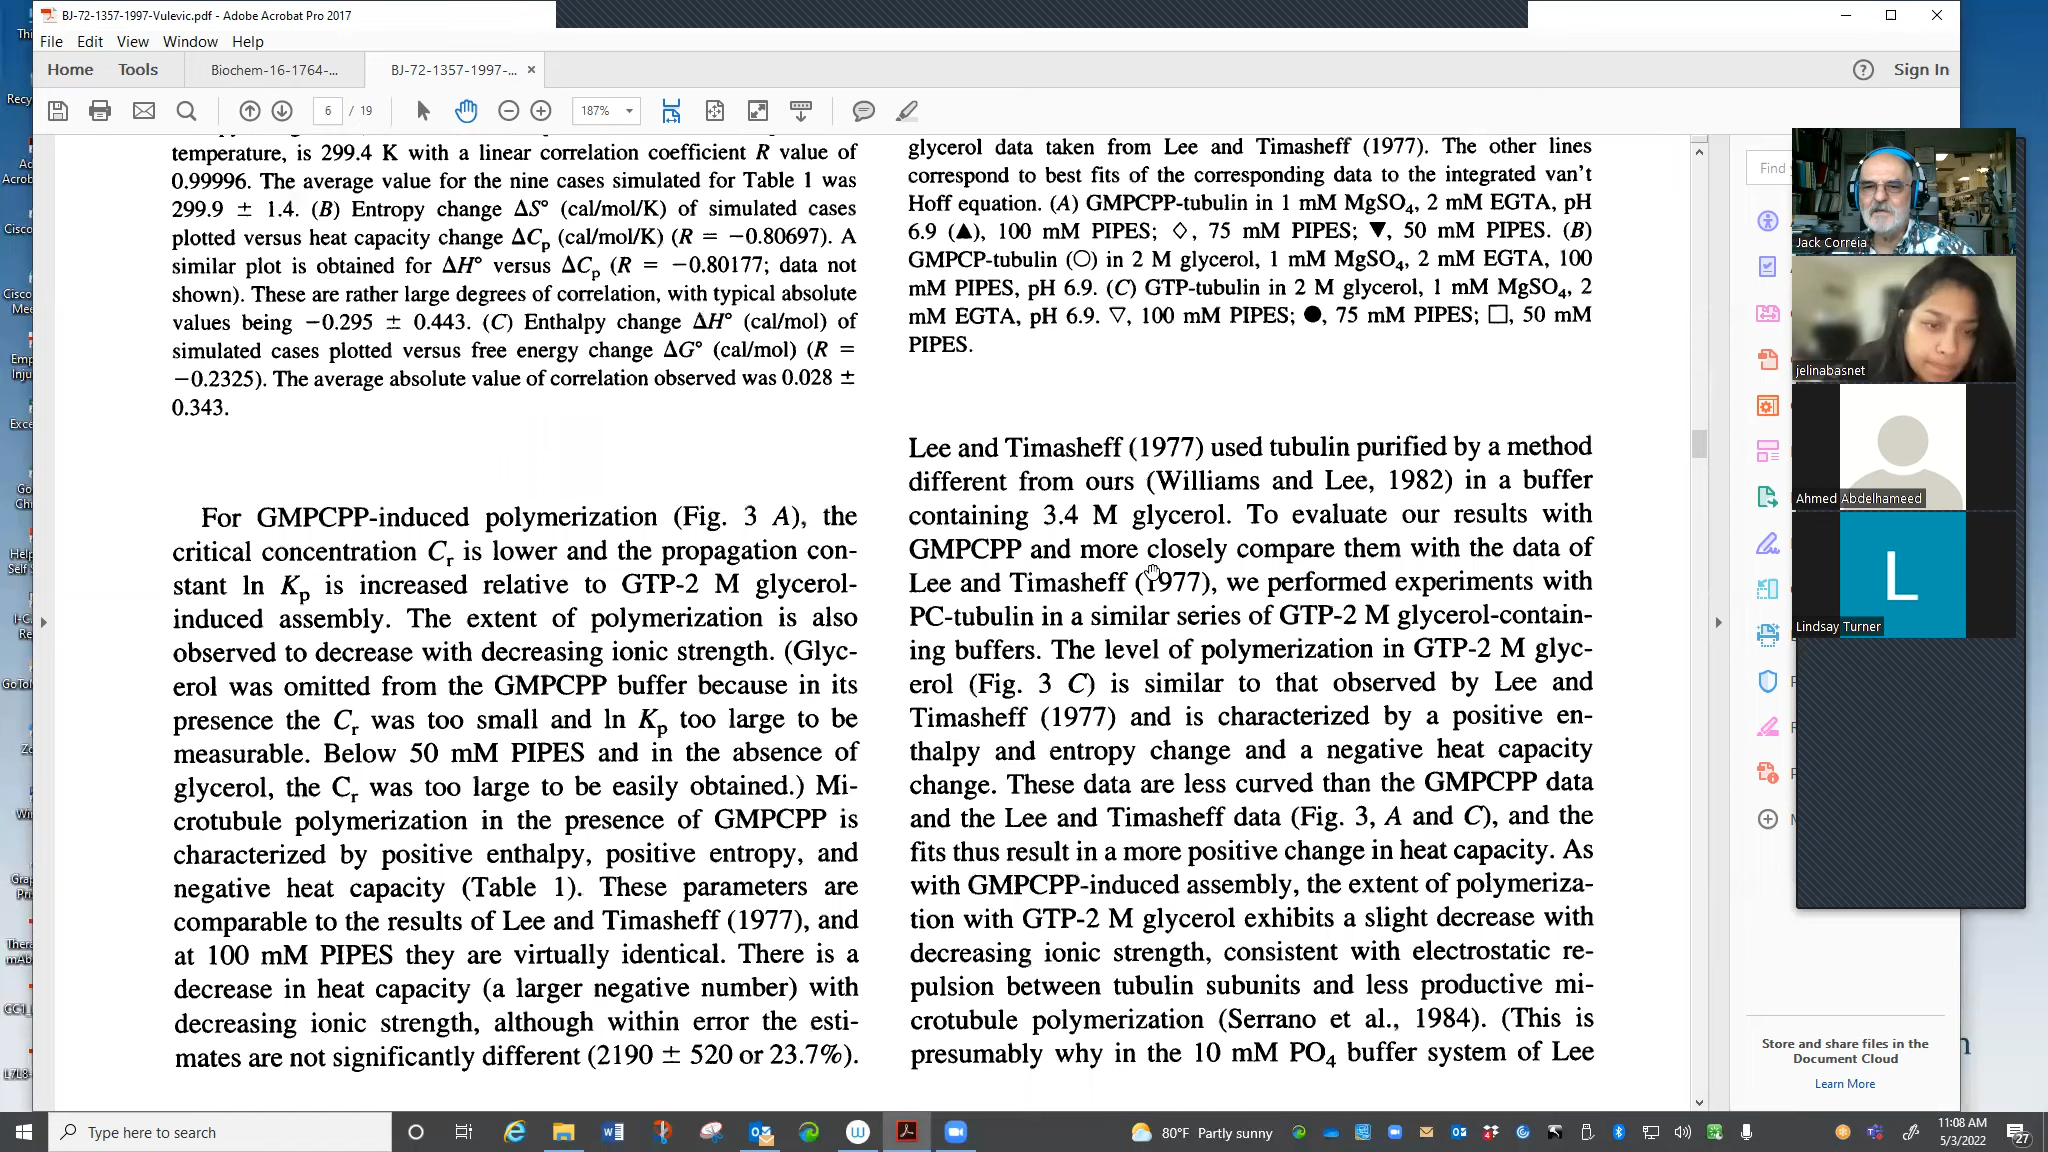 BJ-72-1357-1997-Vulevic.pdf - Adobe Acrobat Pro 2017
File Edit View Window Help
Home Tools Biochem-16-1764-... BJ-72-1357-1997-... × Sign In
6 / 19 187%
temperature, is 299.4 K with a linear correlation coefficient R value of
0.99996. The average value for the nine cases simulated for Table 1 was
299.9 ± 1.4. (B) Entropy change ΔS° (cal/mol/K) of simulated cases
plotted versus heat capacity change ΔCp (cal/mol/K) (R = −0.80697). A
similar plot is obtained for ΔH° versus ΔCp (R = −0.80177; data not
shown). These are rather large degrees of correlation, with typical absolute
values being −0.295 ± 0.443. (C) Enthalpy change ΔH° (cal/mol) of
simulated cases plotted versus free energy change ΔG° (cal/mol) (R =
−0.2325). The average absolute value of correlation observed was 0.028 ±
0.343.
For GMPCPP-induced polymerization (Fig. 3 A), the
critical concentration Cr is lower and the propagation con-
stant ln Kp is increased relative to GTP-2 M glycerol-
induced assembly. The extent of polymerization is also
observed to decrease with decreasing ionic strength. (Glyc-
erol was omitted from the GMPCPP buffer because in its
presence the Cr was too small and ln Kp too large to be
measurable. Below 50 mM PIPES and in the absence of
glycerol, the Cr was too large to be easily obtained.) Mi-
crotubule polymerization in the presence of GMPCPP is
characterized by positive enthalpy, positive entropy, and
negative heat capacity (Table 1). These parameters are
comparable to the results of Lee and Timasheff (1977), and
at 100 mM PIPES they are virtually identical. There is a
decrease in heat capacity (a larger negative number) with
decreasing ionic strength, although within error the esti-
mates are not significantly different (2190 ± 520 or 23.7%).
glycerol data taken from Lee and Timasheff (1977). The other lines
correspond to best fits of the corresponding data to the integrated van't
Hoff equation. (A) GMPCPP-tubulin in 1 mM MgSO4, 2 mM EGTA, pH
6.9 (▲), 100 mM PIPES; ◇, 75 mM PIPES; ▼, 50 mM PIPES. (B)
GMPCP-tubulin (○) in 2 M glycerol, 1 mM MgSO4, 2 mM EGTA, 100
mM PIPES, pH 6.9. (C) GTP-tubulin in 2 M glycerol, 1 mM MgSO4, 2
mM EGTA, pH 6.9. ▽, 100 mM PIPES; ●, 75 mM PIPES; □, 50 mM
PIPES.
Lee and Timasheff (1977) used tubulin purified by a method
different from ours (Williams and Lee, 1982) in a buffer
containing 3.4 M glycerol. To evaluate our results with
GMPCPP and more closely compare them with the data of
Lee and Timasheff (1977), we performed experiments with
PC-tubulin in a similar series of GTP-2 M glycerol-contain-
ing buffers. The level of polymerization in GTP-2 M glyc-
erol (Fig. 3 C) is similar to that observed by Lee and
Timasheff (1977) and is characterized by a positive en-
thalpy and entropy change and a negative heat capacity
change. These data are less curved than the GMPCPP data
and the Lee and Timasheff data (Fig. 3, A and C), and the
fits thus result in a more positive change in heat capacity. As
with GMPCPP-induced assembly, the extent of polymeriza-
tion with GTP-2 M glycerol exhibits a slight decrease with
decreasing ionic strength, consistent with electrostatic re-
pulsion between tubulin subunits and less productive mi-
crotubule polymerization (Serrano et al., 1984). (This is
presumably why in the 10 mM PO4 buffer system of Lee
Find
Jack Correia
jelinabasnet
Ahmed Abdelhameed
L
Lindsay Turner
Store and share files in the
Document Cloud
Learn More
Type here to search
80°F Partly sunny
11:08 AM
5/3/2022
27